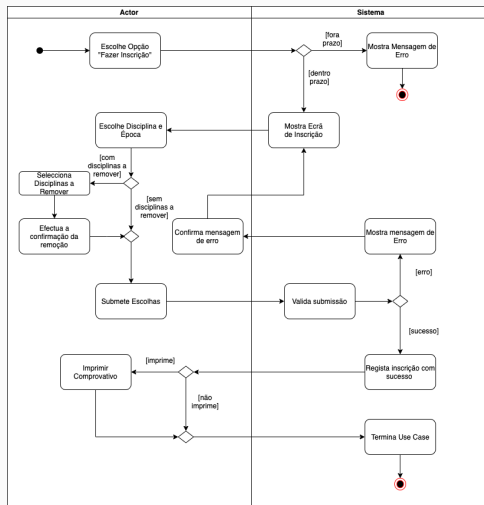 Actor
Sistema
Escolhe Opção
"Fazer Inscrição"
[fora
prazo]
Mostra Mensagem de
Erro
[dentro
prazo]
Escolhe Disciplina e
Época
Mostra Ecrã
de Inscrição
[com
disciplinas a
remover]
Selecciona
Disciplinas a
Remover
[sem
disciplinas a
remover]
Efectua a
confirmação da
remoção
Confirma mensagem
de erro
Mostra mensagem de
Erro
[erro]
Submete Escolhas
Valida submissão
[sucesso]
Imprimir
Comprovativo
[imprime]
Regista inscrição com
sucesso
[não
imprime]
Termina Use Case